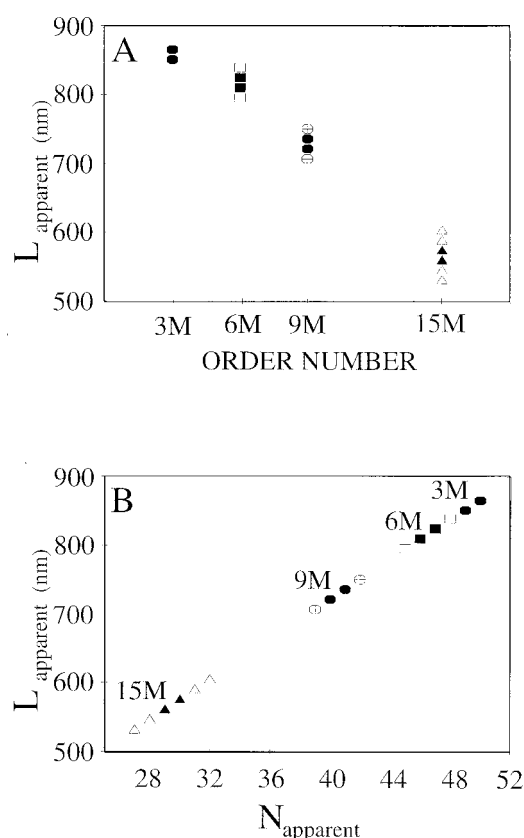 A
900
800
700
600
500
L apparent (nm)
3M 6M 9M 15M
ORDER NUMBER
B
900
800
700
600
500
L apparent (nm)
3M
6M
9M
15M
28 32 36 40 44 48 52
N apparent